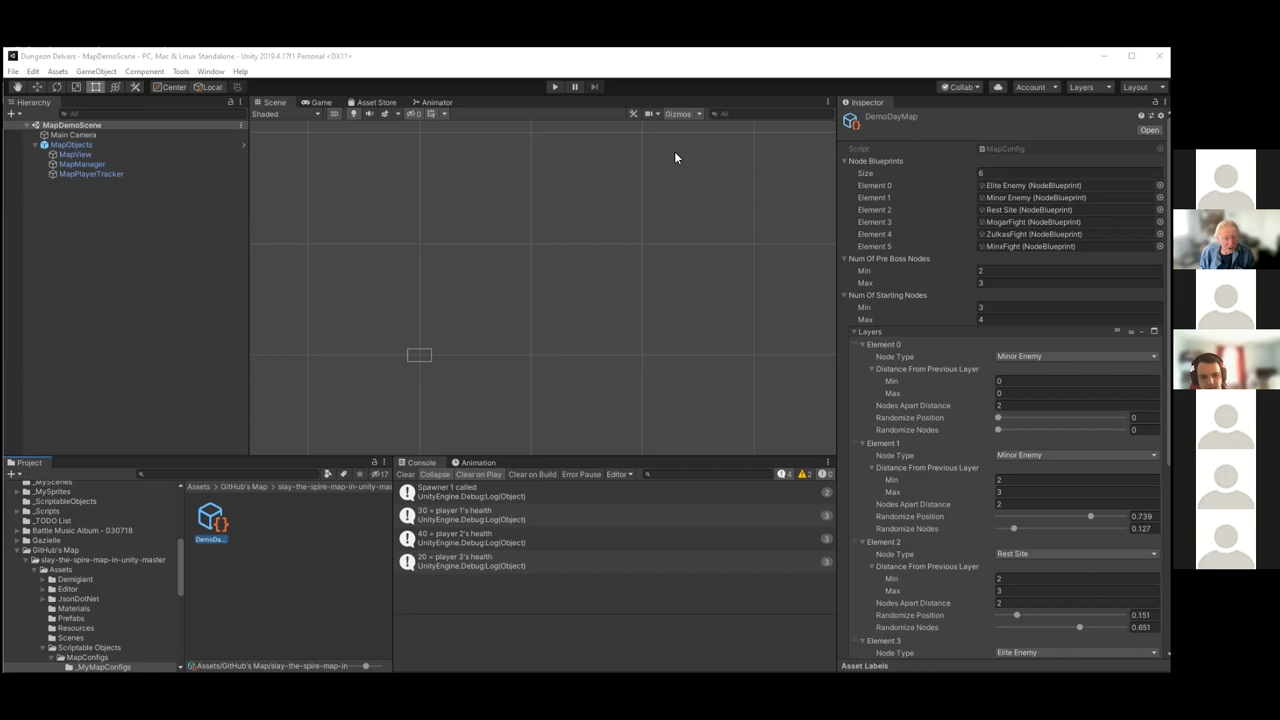 Dungeon Delvers - MapDemoScene - PC, Mac & Linux Standalone - Unity 2019.4.17f1 Personal <DX11>
File Edit Assets GameObject Component Tools Window Help
Center Local Collab Account Layers Layout
Hierarchy
All
MapDemoScene
Main Camera
MapObjects
MapView
MapManager
MapPlayerTracker
Scene Game Asset Store Animator
Shaded 2D 0 Gizmos All
Inspector
DemoDayMap
Open
Script MapConfig
Node Blueprints
Size 6
Element 0 Elite Enemy (NodeBlueprint)
Element 1 Minor Enemy (NodeBlueprint)
Element 2 Rest Site (NodeBlueprint)
Element 3 MogarFight (NodeBlueprint)
Element 4 ZulkasFight (NodeBlueprint)
Element 5 MinxFight (NodeBlueprint)
Num Of Pre Boss Nodes
Min 2
Max 3
Num Of Starting Nodes
Min 3
Max 4
Layers
Element 0
Node Type Minor Enemy
Distance From Previous Layer
Min 0
Max 0
Nodes Apart Distance 2
Randomize Position 0
Randomize Nodes 0
Element 1
Node Type Minor Enemy
Distance From Previous Layer
Min 2
Max 3
Nodes Apart Distance 2
Randomize Position 0.739
Randomize Nodes 0.127
Element 2
Node Type Rest Site
Distance From Previous Layer
Min 2
Max 3
Nodes Apart Distance 2
Randomize Position 0.151
Randomize Nodes 0.651
Element 3
Node Type Elite Enemy
Asset Labels
Project
17
_MyScenes
_MySprites
_ScriptableObjects
_Scripts
_TODO List
Battle Music Album - 030718
Gazielle
GitHub's Map
slay-the-spire-map-in-unity-master
Assets
Demigiant
Editor
JsonDotNet
Materials
Prefabs
Resources
Scenes
Scriptable Objects
MapConfigs
_MyMapConfigs
Assets > GitHub's Map > slay-the-spire-map-in-unity-mas
DemoDa...
Assets/GitHub's Map/slay-the-spire-map-in
Console Animation
Clear Collapse Clear on Play Clear on Build Error Pause Editor 4 2 0
Spawner 1 called
UnityEngine.Debug:Log(Object)
2
30 = player 1's health
UnityEngine.Debug:Log(Object)
3
40 = player 2's health
UnityEngine.Debug:Log(Object)
3
20 = player 3's health
UnityEngine.Debug:Log(Object)
3